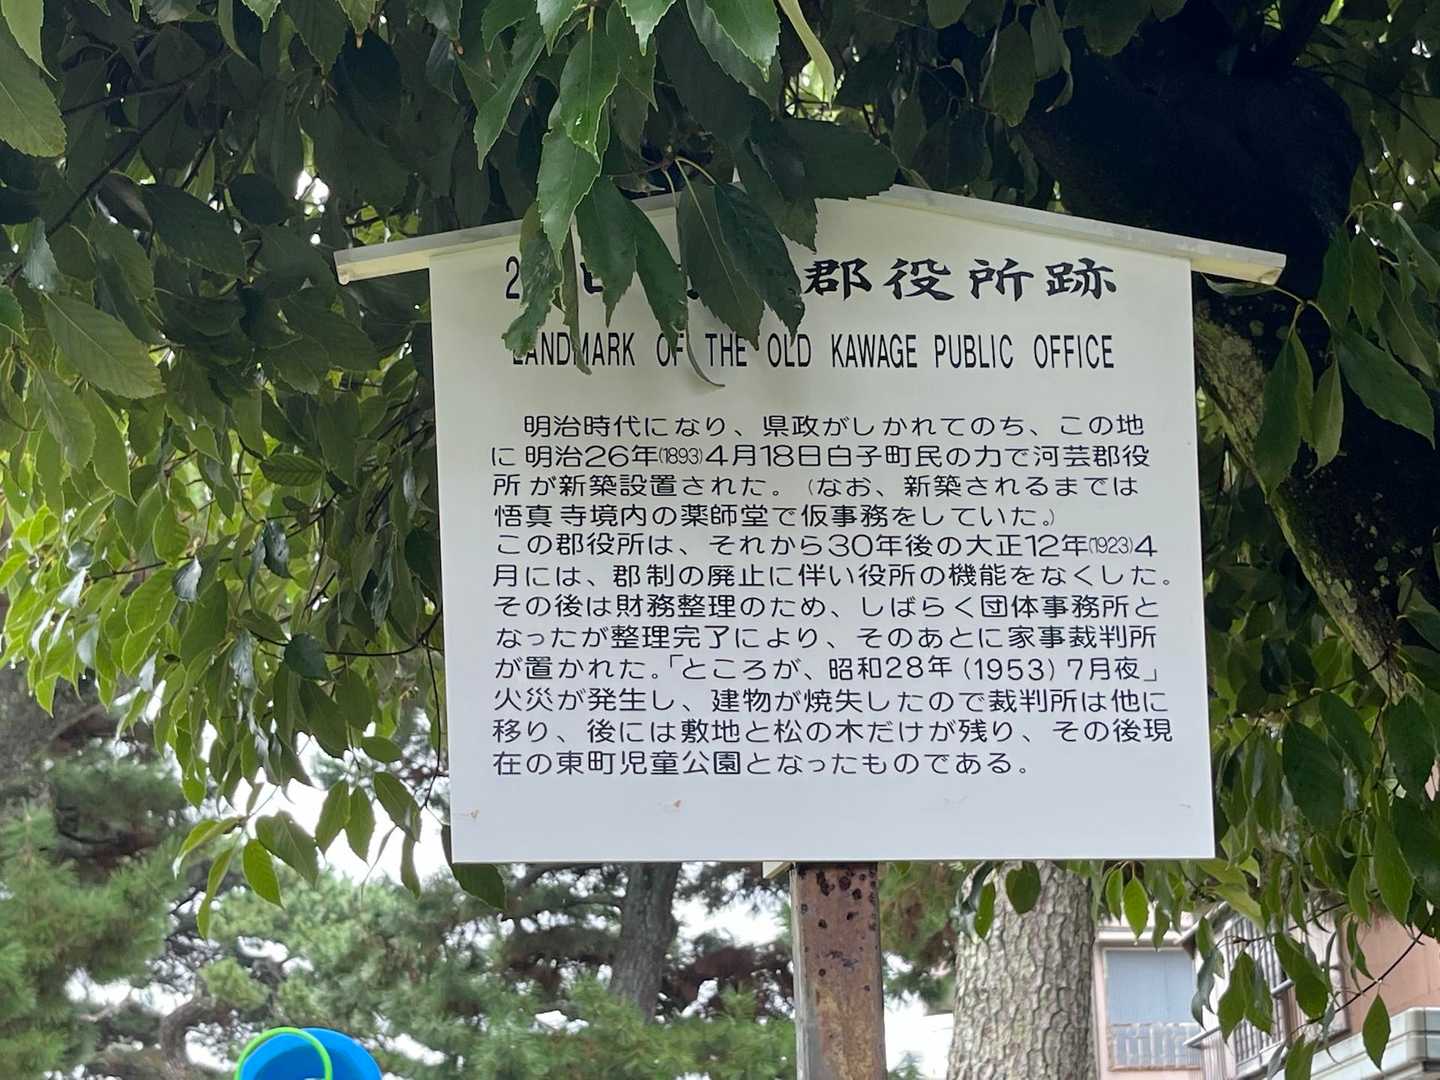 郡役所跡
LANDMARK OF THE OLD KAWAGE PUBLIC OFFICE
明治時代になり、県政がしかれてのち、この地
に明治26年(1893)4月18日白子町民の力で河芸郡役
所が新築設置された。(なお、新築されるまでは
悟真寺境内の薬師堂で仮事務をしていた。)
この郡役所は、それから30年後の大正12年(1923)4
月には、郡制の廃止に伴い役所の機能をなくした。
その後は財務整理のため、しばらく団体事務所と
なったが整理完了により、そのあとに家事裁判所
が置かれた。「ところが、昭和28年(1953)7月夜」
火災が発生し、建物が焼失したので裁判所は他に
移り、後には敷地と松の木だけが残り、その後現
在の東町児童公園となったものである。